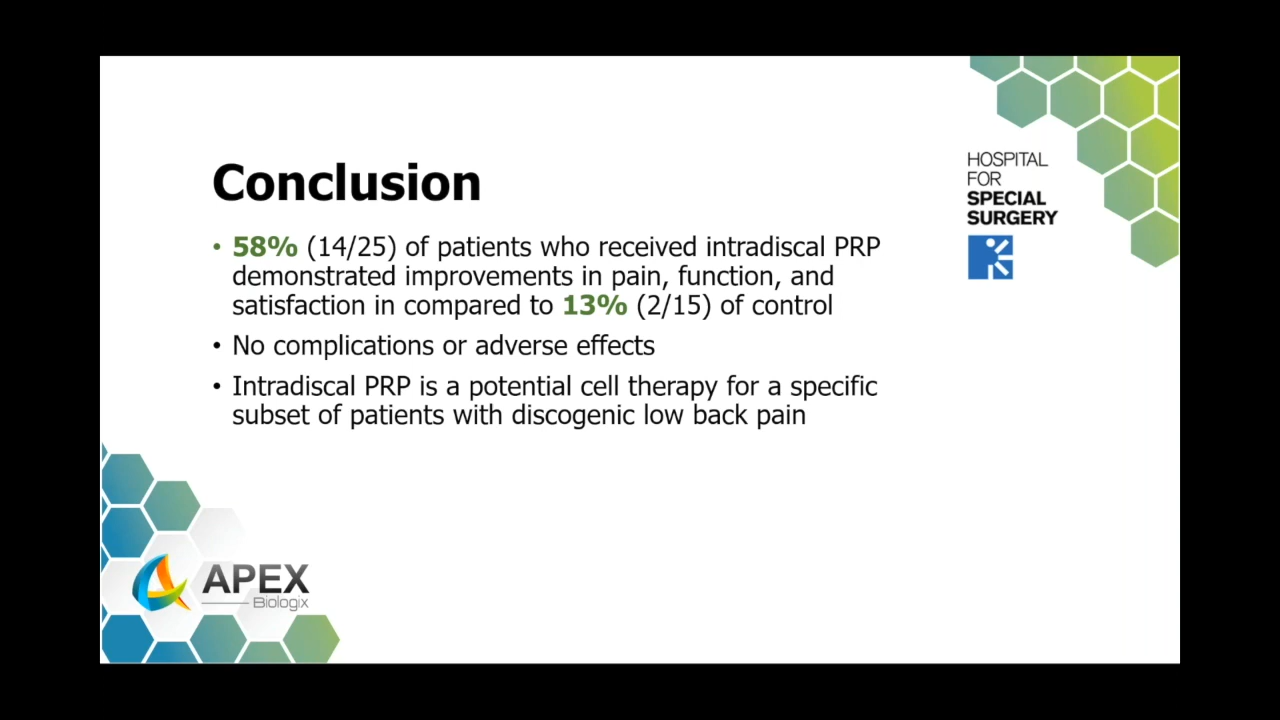 Conclusion
• 58% (14/25) of patients who received intradiscal PRP
demonstrated improvements in pain, function, and
satisfaction in compared to 13% (2/15) of control
• No complications or adverse effects
• Intradiscal PRP is a potential cell therapy for a specific
subset of patients with discogenic low back pain
HOSPITAL
FOR
SPECIAL
SURGERY
APEX
Biologix